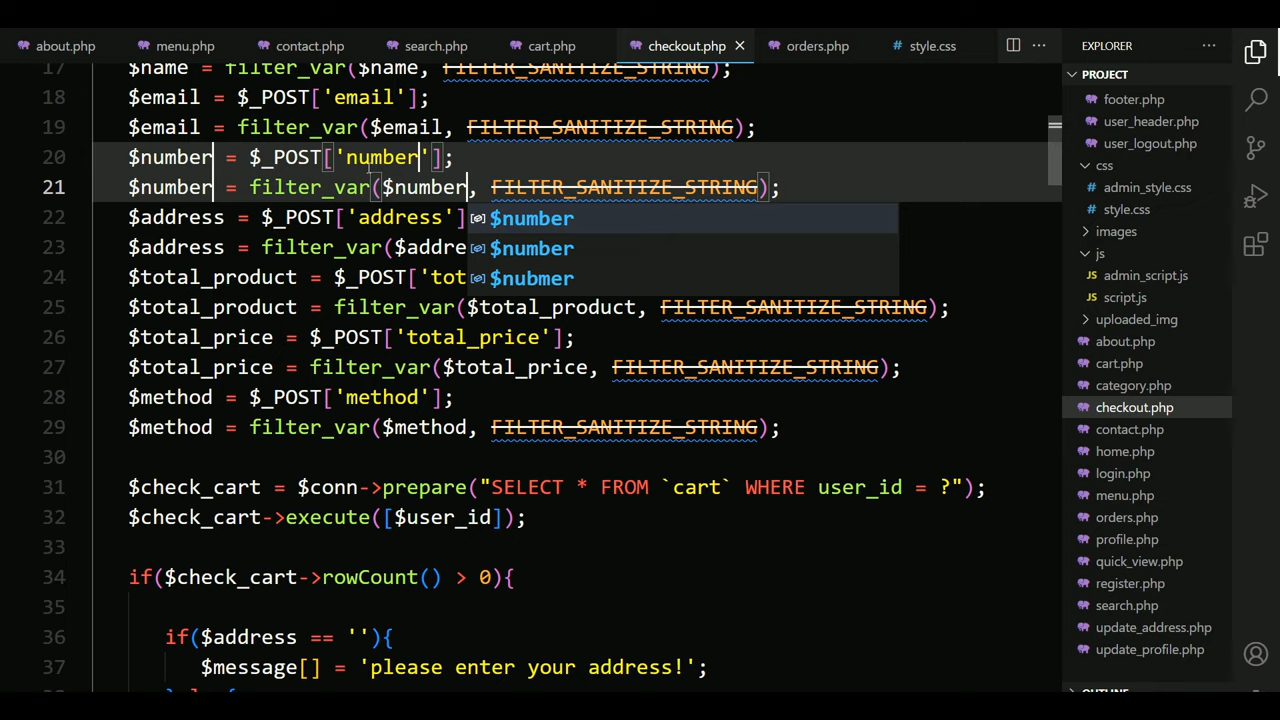 about.php menu.php contact.php search.php cart.php checkout.php orders.php style.css
17 $name = filter_var($name, FILTER_SANITIZE_STRING);
18 $email = $_POST['email'];
19 $email = filter_var($email, FILTER_SANITIZE_STRING);
20 $number = $_POST['number'];
21 $number = filter_var($number, FILTER_SANITIZE_STRING);
$number
$number
$nubmer
22 $address = $_POST['address']
23 $address = filter_var($addre
24 $total_product = $_POST['tot
25 $total_product = filter_var($total_product, FILTER_SANITIZE_STRING);
26 $total_price = $_POST['total_price'];
27 $total_price = filter_var($total_price, FILTER_SANITIZE_STRING);
28 $method = $_POST['method'];
29 $method = filter_var($method, FILTER_SANITIZE_STRING);
30
31 $check_cart = $conn->prepare("SELECT * FROM `cart` WHERE user_id = ?");
32 $check_cart->execute([$user_id]);
33
34 if($check_cart->rowCount() > 0){
35
36 if($address == ''){
37 $message[] = 'please enter your address!';
EXPLORER
PROJECT
footer.php
user_header.php
user_logout.php
css
admin_style.css
style.css
images
js
admin_script.js
script.js
uploaded_img
about.php
cart.php
category.php
checkout.php
contact.php
home.php
login.php
menu.php
orders.php
profile.php
quick_view.php
register.php
search.php
update_address.php
update_profile.php